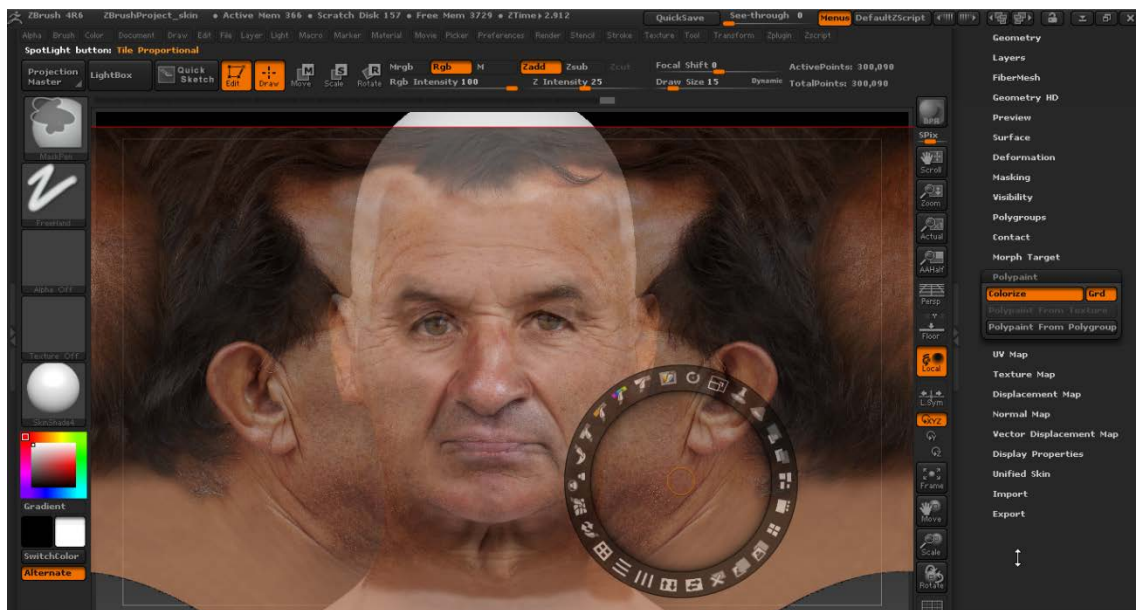 ZBrush 4R6 ZBrushProject_skin • Active Mem 366 • Scratch Disk 157 • Free Mem 3729 • ZTime▸2.912 QuickSave See-through 0 Menus DefaultZScript
Alpha Brush Color Document Draw Edit File Layer Light Macro Marker Material Movie Picker Preferences Render Stencil Stroke Texture Tool Transform Zplugin Zscript
SpotLight button: Tile Proportional
Projection Master
LightBox
Quick Sketch
Edit
Draw
Move
Scale
Rotate
Mrgb Rgb M
Rgb Intensity 100
Zadd Zsub Zcut
Z Intensity 25
Focal Shift 0
Draw Size 15 Dynamic
ActivePoints: 300,090
TotalPoints: 300,090
MaskPen
FreeHand
Alpha Off
Texture Off
SkinShade4
Gradient
SwitchColor
Alternate
BPR
SPix
Scroll
Zoom
Actual
AAHalf
Persp
Floor
Local
L.Sym
XYZ
Frame
Move
Scale
Rotate
Geometry
Layers
FiberMesh
Geometry HD
Preview
Surface
Deformation
Masking
Visibility
Polygroups
Contact
Morph Target
Polypaint
Colorize Grd
Polypaint From Texture
Polypaint From Polygroup
UV Map
Texture Map
Displacement Map
Normal Map
Vector Displacement Map
Display Properties
Unified Skin
Import
Export